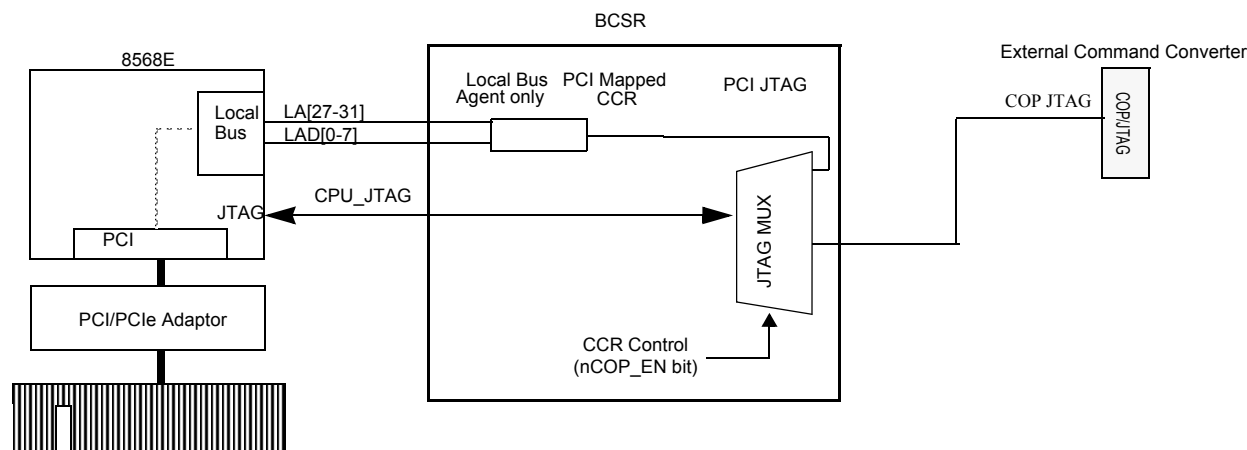 BCSR
8568E
External Command Converter
Local Bus
Agent only
PCI Mapped
CCR
PCI JTAG
Local
Bus
LA[27-31]
LAD[0-7]
COP JTAG
COP/JTAG
CPU_JTAG
JTAG
JTAG MUX
PCI
PCI/PCIe Adaptor
CCR Control
(nCOP_EN bit)